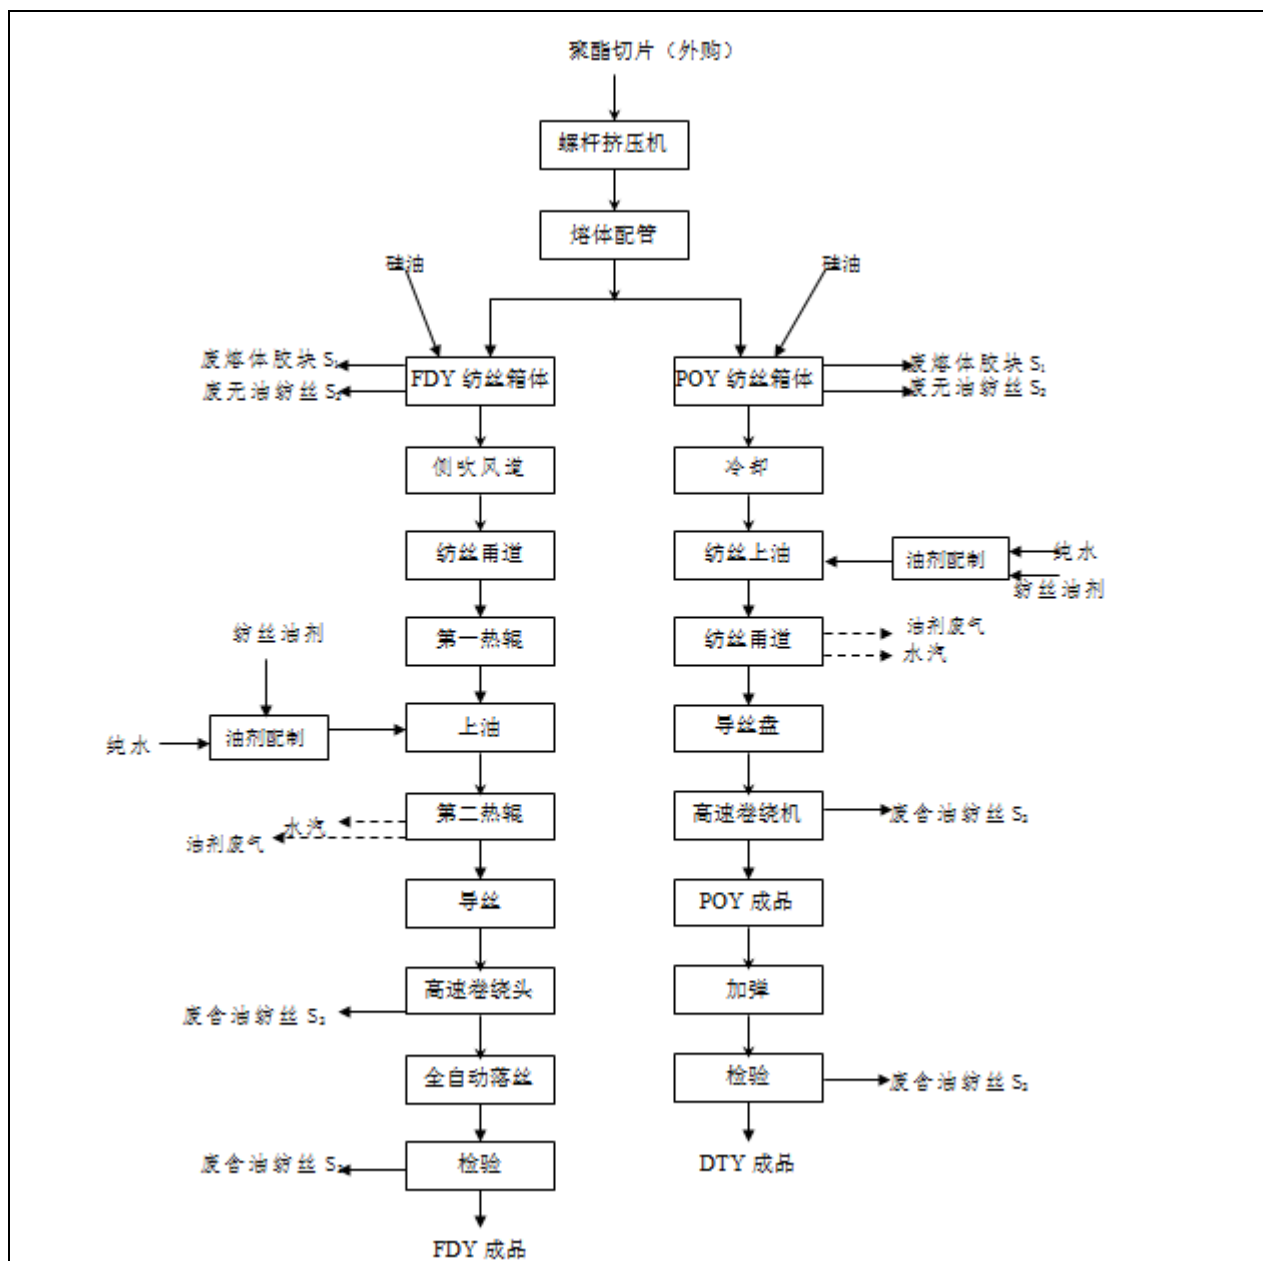 聚酯切片（外购）
螺杆挤压机
熔体配管
硅油 硅油
废熔体胶块 S₁ 废熔体胶块 S₁
FDY 纺丝箱体 POY 纺丝箱体
废无油纺丝 S₂ 废无油纺丝 S₂
侧吹风道 冷却
纺丝甬道 纺丝上油 油剂配制 纯水
纺丝油剂
纺丝油剂 第一热辊 纺丝甬道 油剂废气
水汽
纯水 油剂配制 上油 导丝盘
水汽 第二热辊 高速卷绕机 废含油纺丝 S₃
油剂废气
导丝 POY 成品
高速卷绕头 加弹
废含油纺丝 S₃
全自动落丝 检验 废含油纺丝 S₃
废含油纺丝 S₃ 检验 DTY 成品
FDY 成品